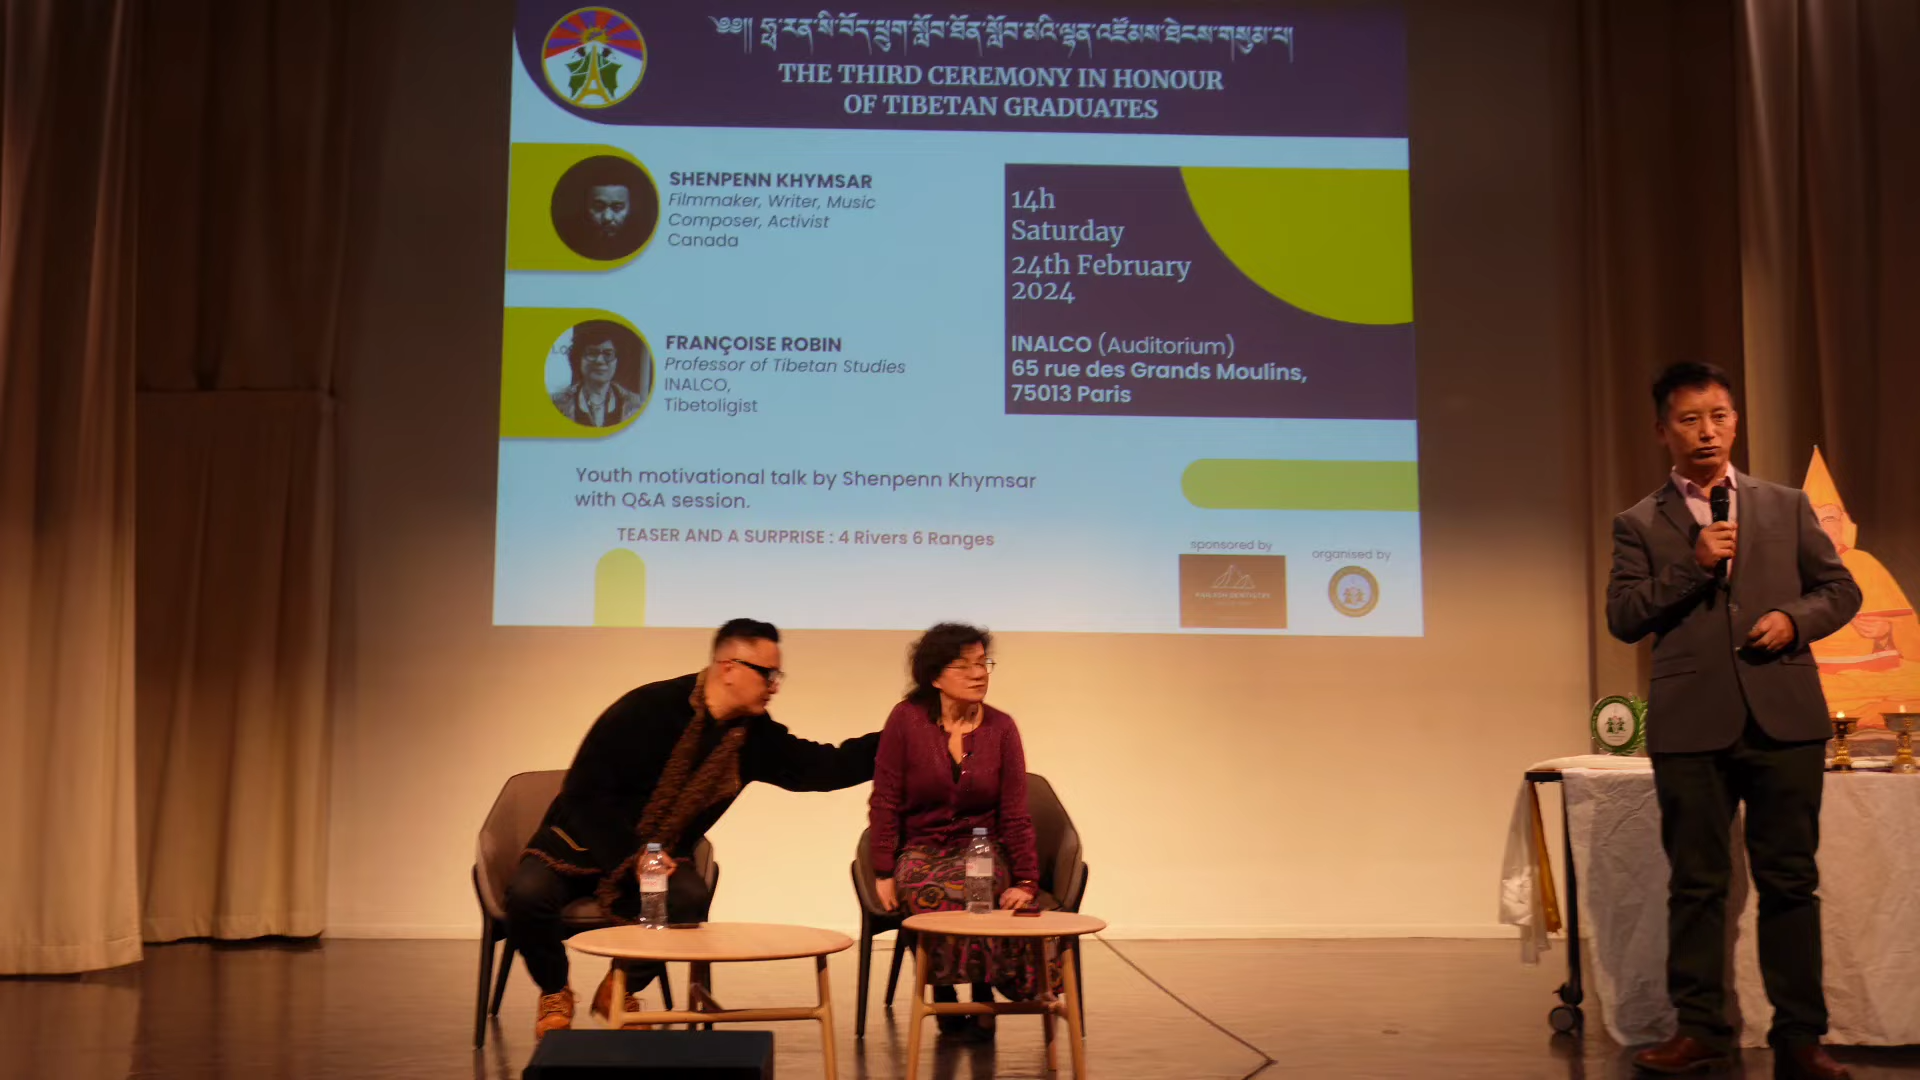 ༄༅།། ཧྥ་རན་སི་བོད་ཕྲུག་སློབ་ཐོན་སློབ་མའི་ལྷན་འཛོམས་ཐེངས་གསུམ་པ།
THE THIRD CEREMONY IN HONOUR
OF TIBETAN GRADUATES
SHENPENN KHYMSAR
Filmmaker, Writer, Music
Composer, Activist
Canada
14h
Saturday
24th February
2024
INALCO (Auditorium)
65 rue des Grands Moulins,
75013 Paris
FRANÇOISE ROBIN
Professor of Tibetan Studies
INALCO,
Tibetoligist
Youth motivational talk by Shenpenn Khymsar
with Q&A session.
TEASER AND A SURPRISE : 4 Rivers 6 Ranges
sponsored by
organised by